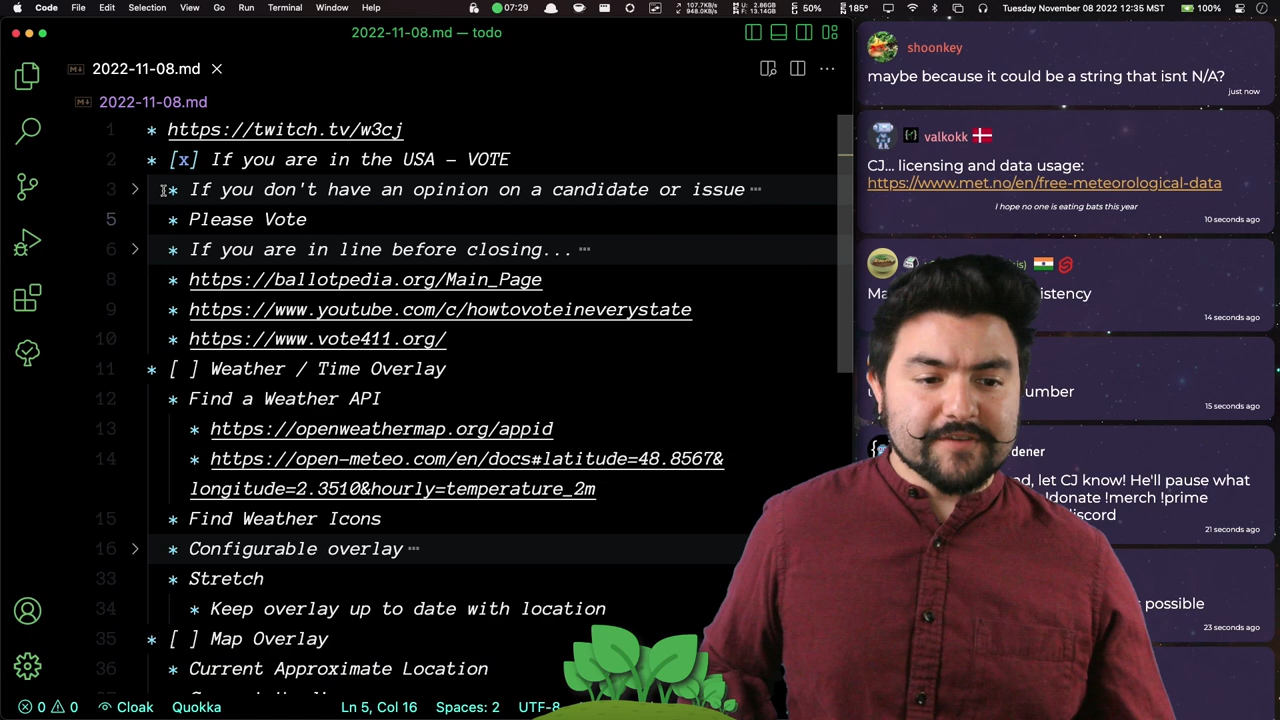 Code File Edit Selection View Go Run Terminal Window Help 07:29 107.7KB 948.0KB 50% 185° Tuesday November 08 2022 12:35 MST 100%
2022-11-08.md — todo
2022-11-08.md
2022-11-08.md
1 * https://twitch.tv/w3cj
2 * [x] If you are in the USA – VOTE
3 * If you don't have an opinion on a candidate or issue
5 * Please Vote
6 * If you are in line before closing...
8 * https://ballotpedia.org/Main_Page
9 * https://www.youtube.com/c/howtovoteineverystate
10 * https://www.vote411.org/
11 * [ ] Weather / Time Overlay
12 * Find a Weather API
13 * https://openweathermap.org/appid
14 * https://open-meteo.com/en/docs#latitude=48.8567&
longitude=2.3510&hourly=temperature_2m
15 * Find Weather Icons
16 * Configurable overlay
33 * Stretch
34 * Keep overlay up to date with location
35 * [ ] Map Overlay
36 * Current Approximate Location
0 0 Cloak Quokka Ln 5, Col 16 Spaces: 2 UTF-8
shoonkey
maybe because it could be a string that isnt N/A?
just now
valkokk
CJ... licensing and data usage:
https://www.met.no/en/free-meteorological-data
I hope no one is eating bats this year
10 seconds ago
istency
14 seconds ago
umber
15 seconds ago
dener
nd, let CJ know! He'll pause what
!donate !merch !prime
iscord
21 seconds ago
possible
23 seconds ago